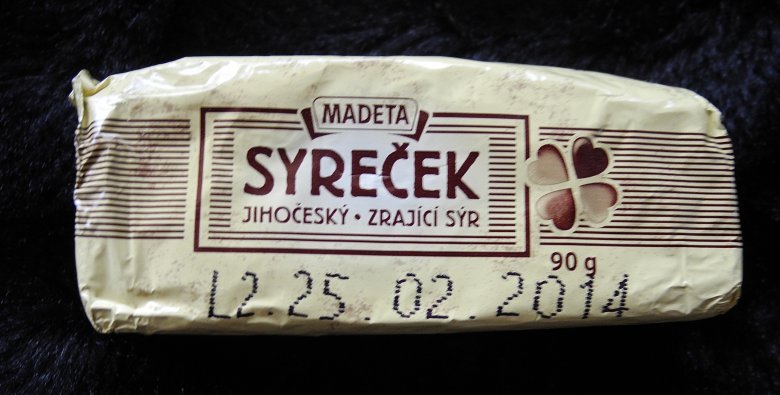 MADETA
SYREČEK
JIHOČESKÝ • ZRAJÍCÍ SÝR
90 g
L2.25.02.2014